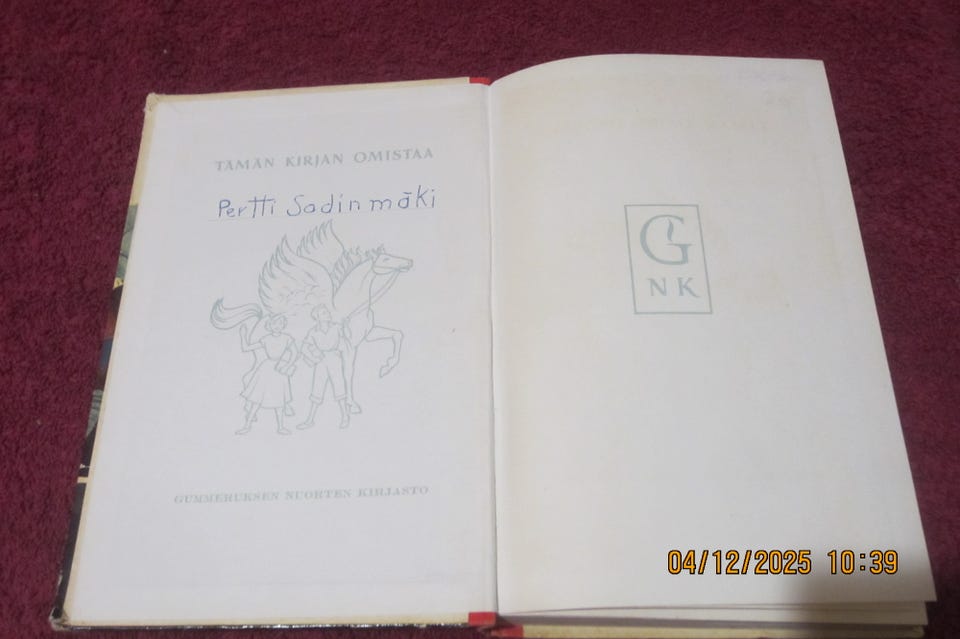 TÄMÄN KIRJAN OMISTAA
Pertti Sadinmäki
GUMMERUKSEN NUORTEN KIRJASTO
G
NK
04/12/2025 10:39